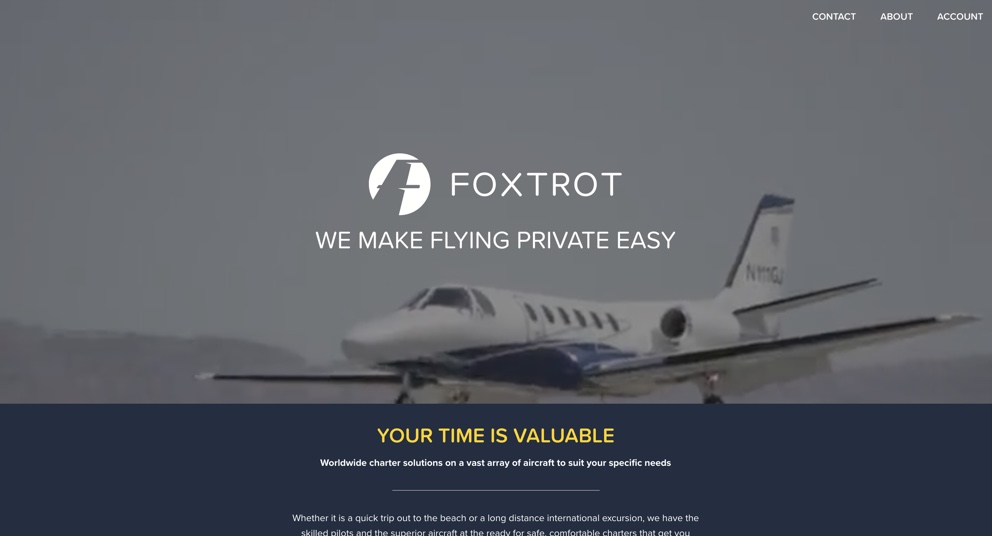 CONTACT ABOUT ACCOUNT
FOXTROT
WE MAKE FLYING PRIVATE EASY
YOUR TIME IS VALUABLE
Worldwide charter solutions on a vast array of aircraft to suit your specific needs
Whether it is a quick trip out to the beach or a long distance international excursion, we have the
skilled pilots and the superior aircraft at the ready for safe, comfortable charters that get you